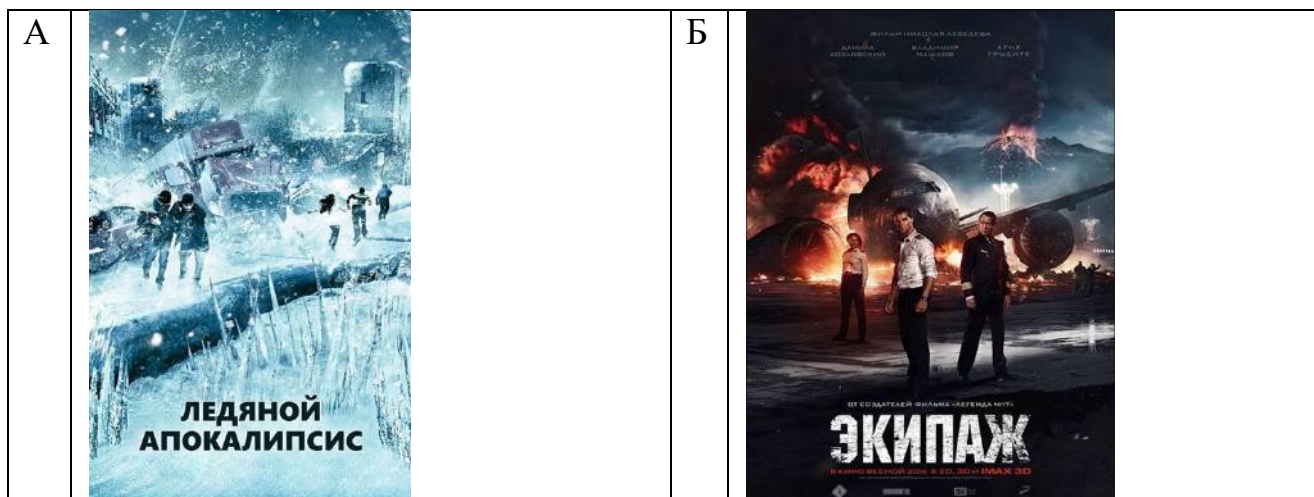 А
ЛЕДЯНОЙ
АПОКАЛИПСИС
Б
ФИЛЬМ НИКОЛАЯ ЛЕБЕДЕВА
ДАНИЛА ВЛАДИМИР АГНЕ
КОЗЛОВСКИЙ МАШКОВ ГРУДИТЕ
ОТ СОЗДАТЕЛЕЙ ФИЛЬМА «ЛЕГЕНДА №17»
ЭКИПАЖ
В КИНО ВЕСНОЙ 2016 В 2D, 3D И IMAX 3D